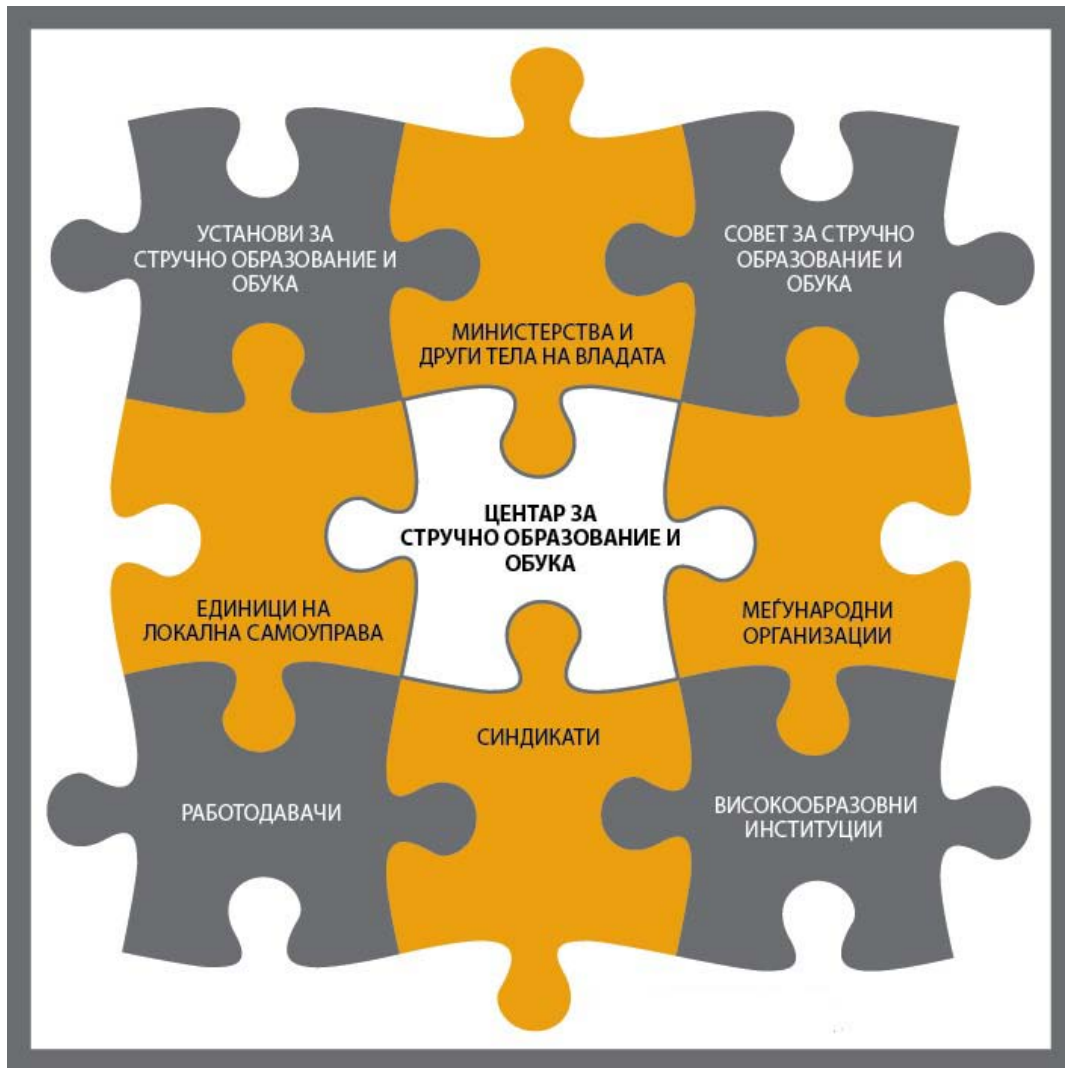 УСТАНОВИ ЗА
СТРУЧНО ОБРАЗОВАНИЕ И
ОБУКА
МИНИСТЕРСТВА И
ДРУГИ ТЕЛА НА ВЛАДАТА
СОВЕТ ЗА СТРУЧНО
ОБРАЗОВАНИЕ И
ОБУКА
ЕДИНИЦИ НА
ЛОКАЛНА САМОУПРАВА
ЦЕНТАР ЗА
СТРУЧНО ОБРАЗОВАНИЕ И
ОБУКА
МЕЃУНАРОДНИ
ОРГАНИЗАЦИИ
РАБОТОДАВАЧИ
СИНДИКАТИ
ВИСОКООБРАЗОВНИ
ИНСТИТУЦИИ